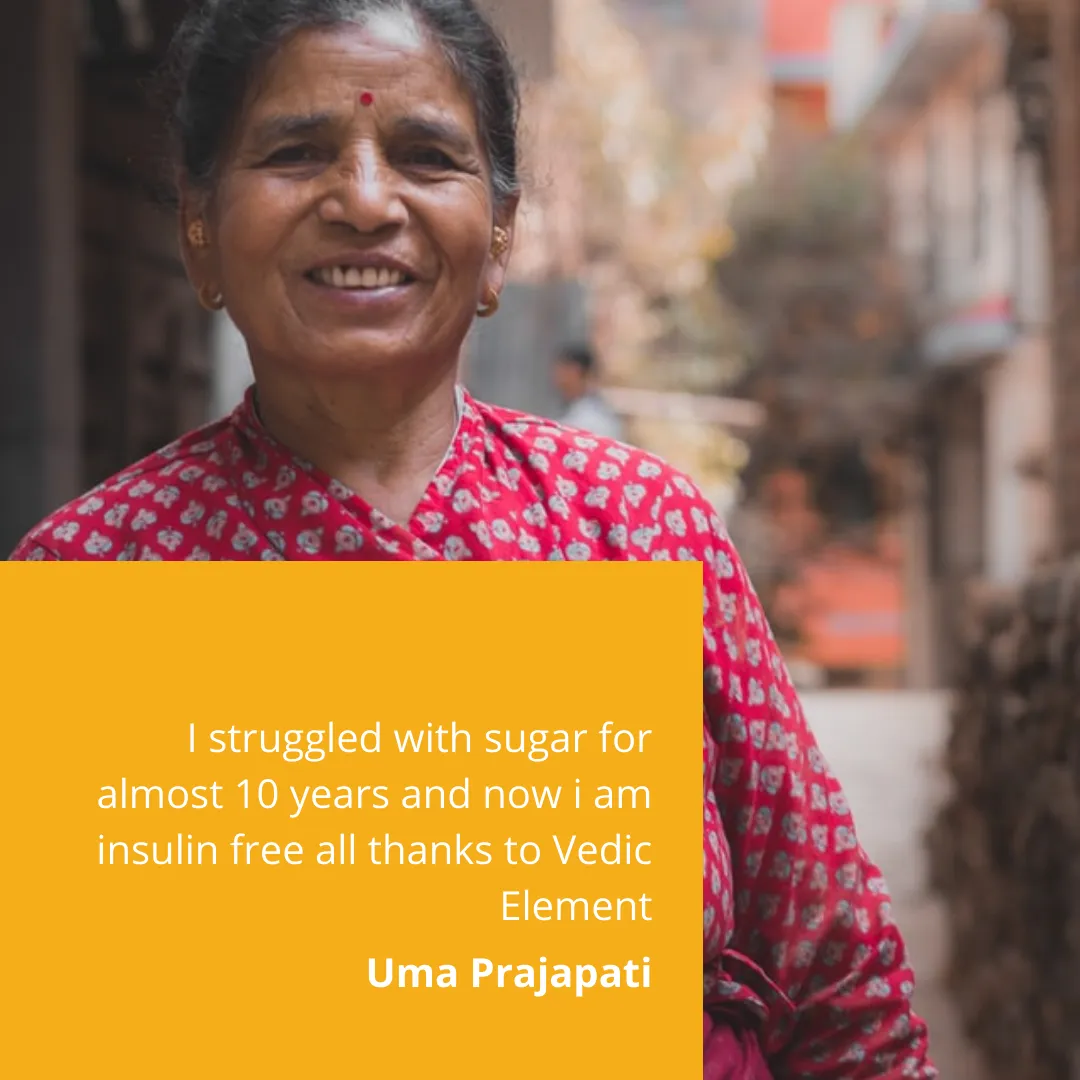 I struggled with sugar for
almost 10 years and now i am
insulin free all thanks to Vedic
Element
Uma Prajapati